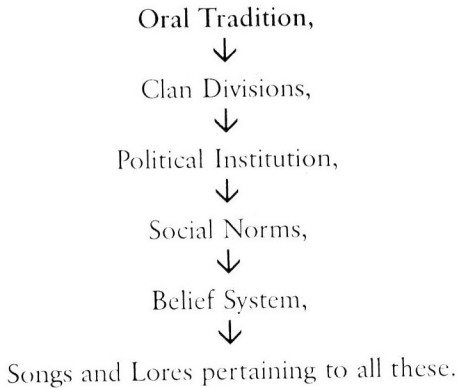 Oral Tradition,
↓
Clan Divisions,
↓
Political Institution,
↓
Social Norms,
↓
Belief System,
↓
Songs and Lores pertaining to all these.